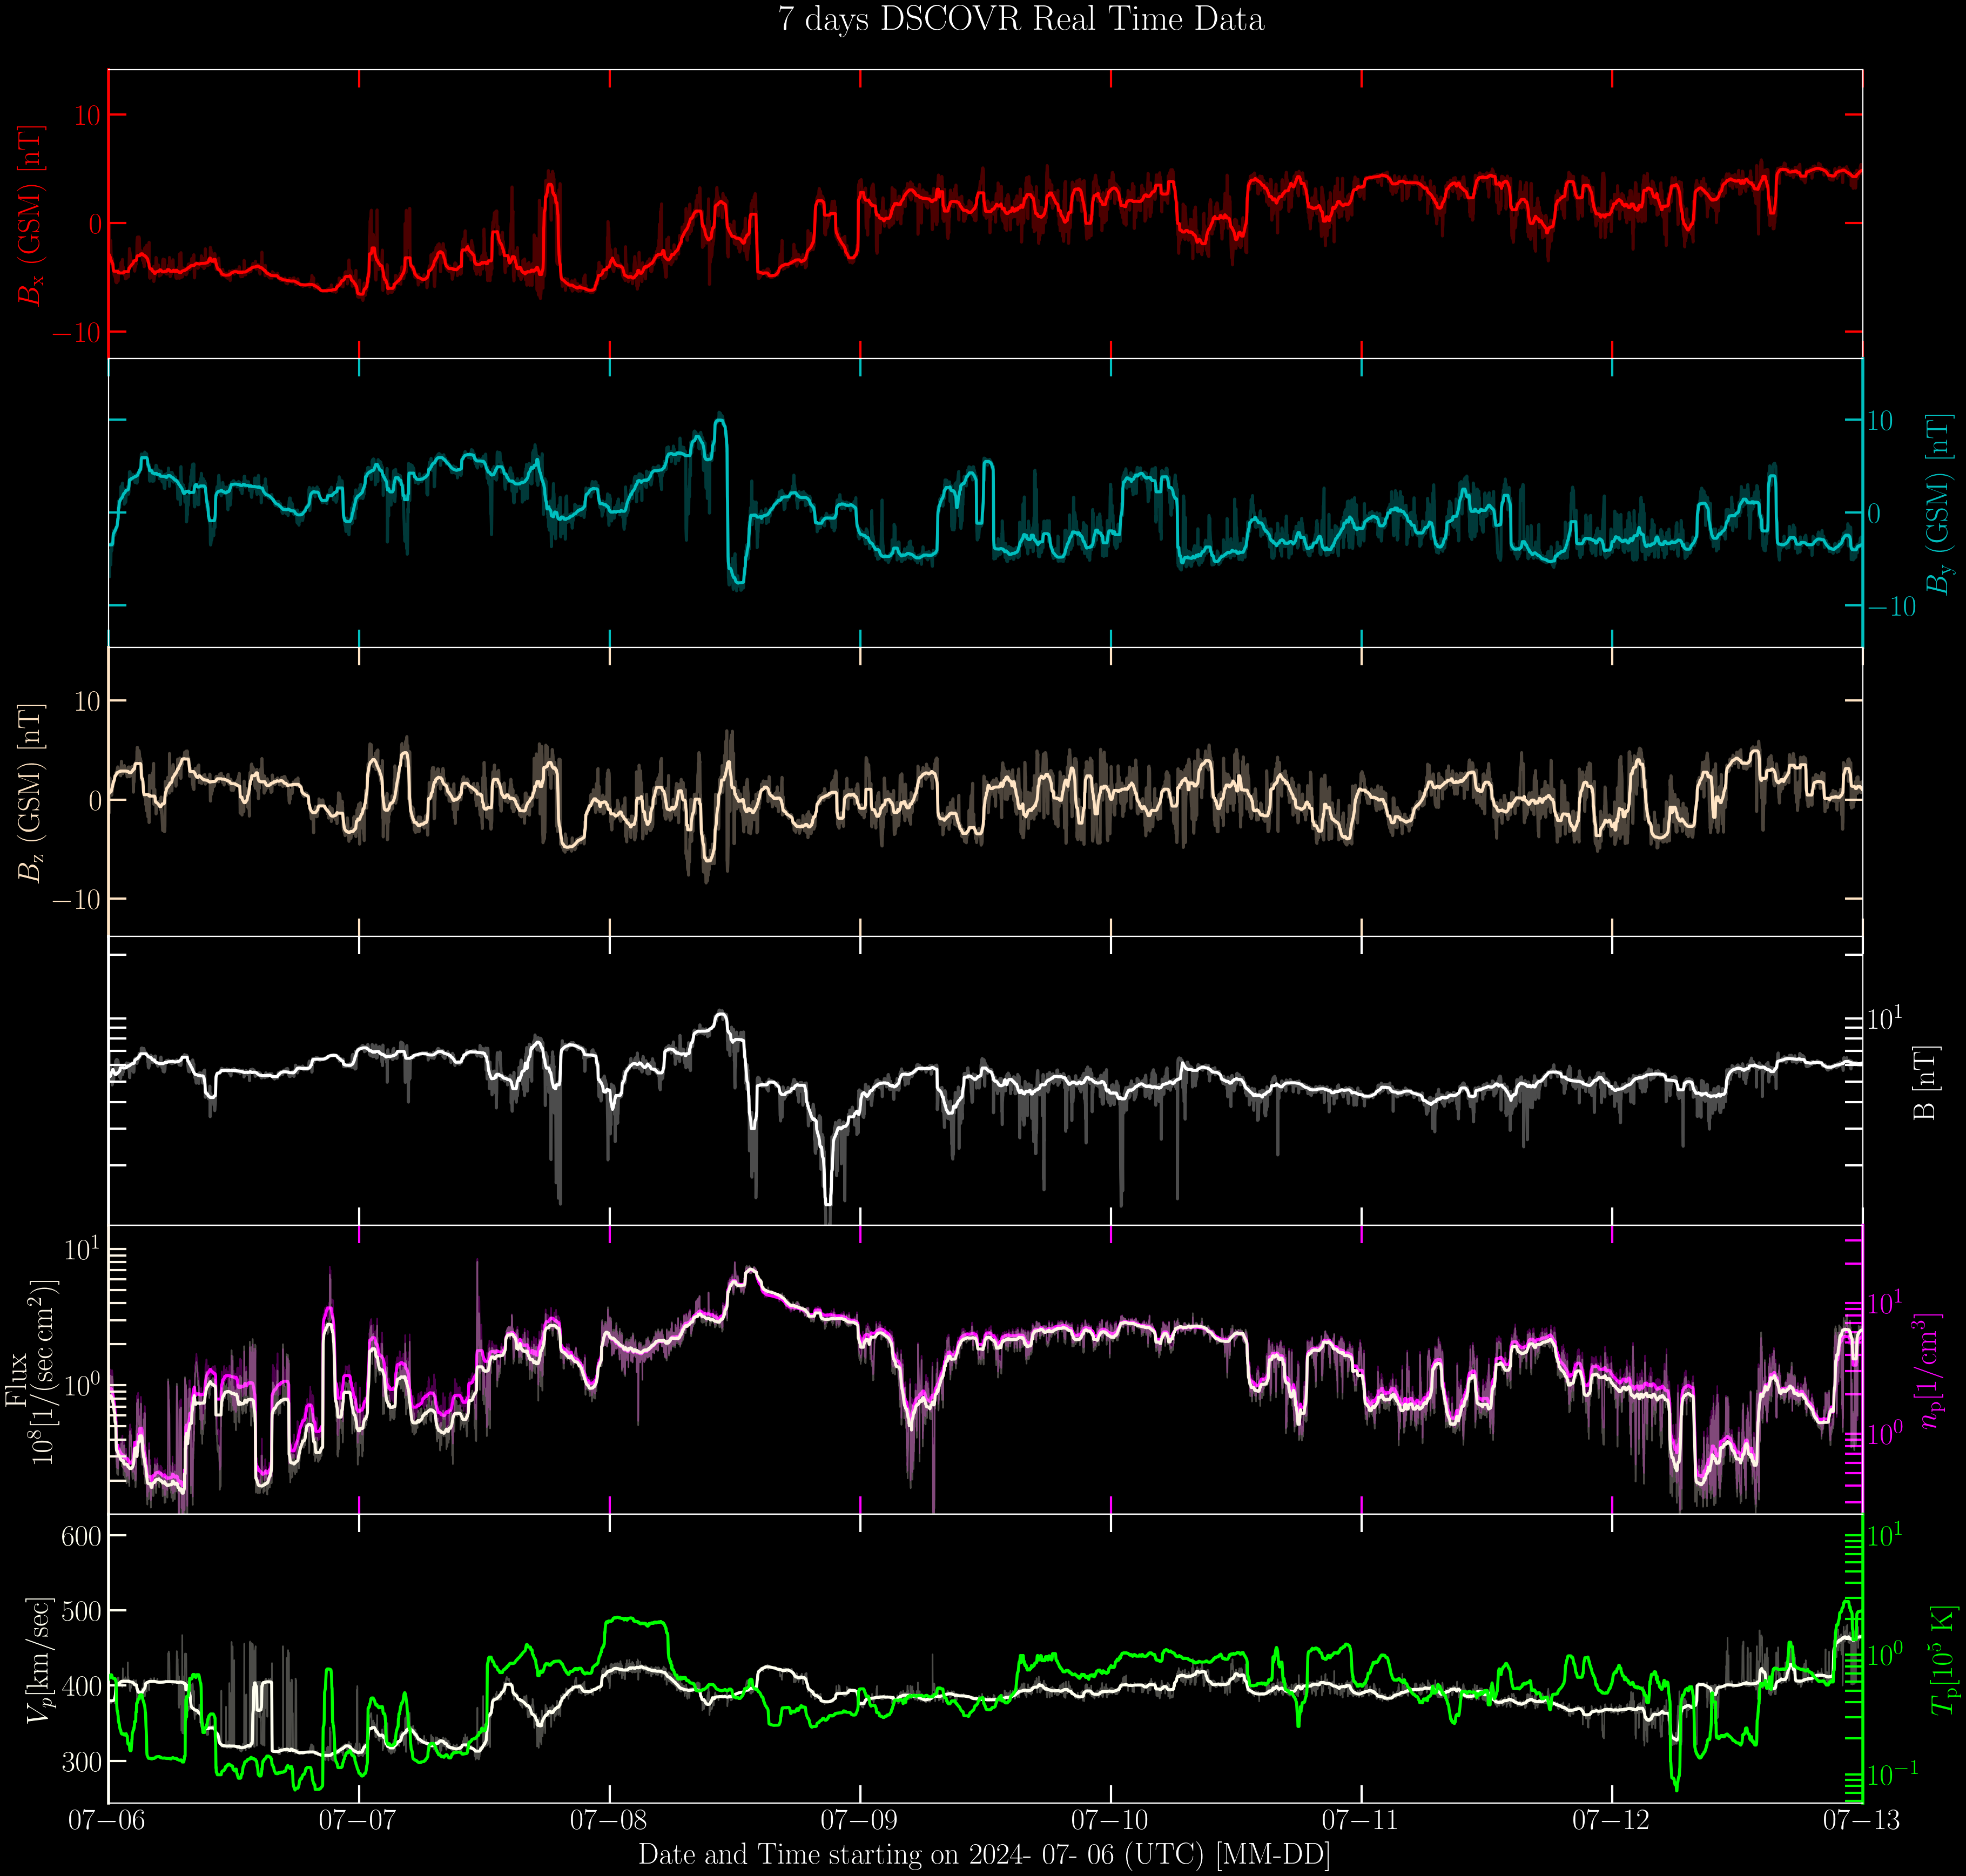 7 days DSCOVR Real Time Data
10
0
−10
Bx (GSM) [nT]
10
0
−10
By (GSM) [nT]
10
0
−10
Bz (GSM) [nT]
10^1
B [nT]
10^1
10^0
Flux
10^8[1/(sec cm^2)]
10^1
10^0
np[1/cm^3]
600
500
400
300
Vp[km/sec]
10^1
10^0
10^−1
Tp[10^5 K]
07−06 07−07 07−08 07−09 07−10 07−11 07−12 07−13
Date and Time starting on 2024- 07- 06 (UTC) [MM-DD]